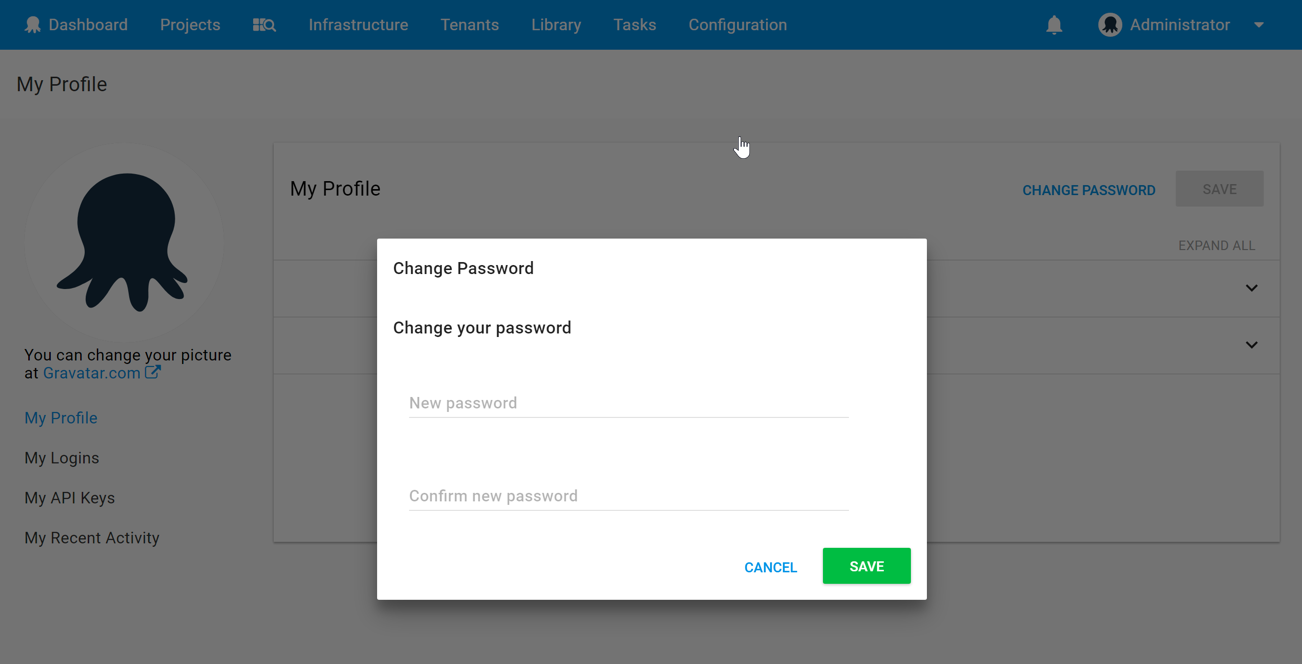 Dashboard Projects Infrastructure Tenants Library Tasks Configuration Administrator
My Profile
My Profile CHANGE PASSWORD SAVE
EXPAND ALL
You can change your picture
at Gravatar.com
My Profile
My Logins
My API Keys
My Recent Activity
Change Password
Change your password
New password
Confirm new password
CANCEL SAVE